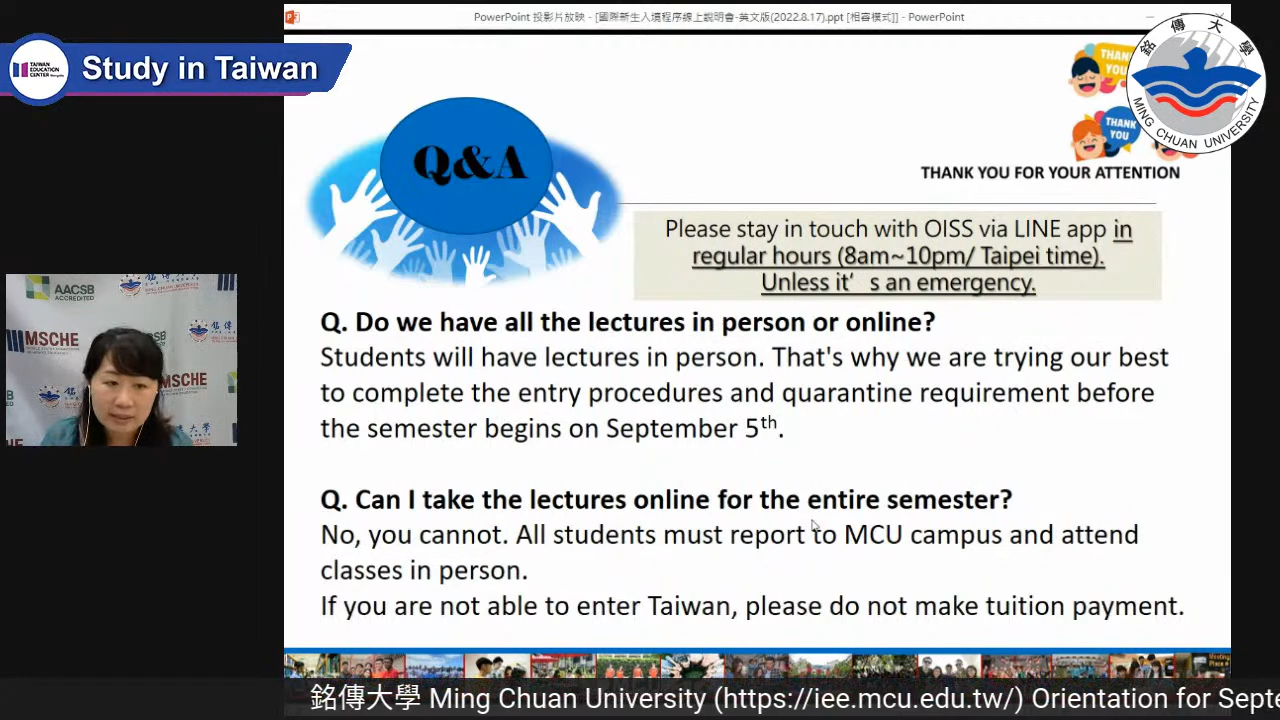 PowerPoint 投影片放映 - [國際新生入境程序線上說明會-英文版(2022.8.17).ppt [相容模式]] - PowerPoint
TAIWAN
EDUCATION
CENTER
Study in Taiwan
THANK
YOU
THANK
YOU
銘傳大學
MING CHUAN UNIVERSITY
Q&A
THANK YOU FOR YOUR ATTENTION
Please stay in touch with OISS via LINE app in
regular hours (8am~10pm/ Taipei time).
Unless it’s an emergency.
AACSB
ACCREDITED
MSCHE
MSCHE
Q. Do we have all the lectures in person or online?
Students will have lectures in person. That's why we are trying our best
to complete the entry procedures and quarantine requirement before
the semester begins on September 5th.
Q. Can I take the lectures online for the entire semester?
No, you cannot. All students must report to MCU campus and attend
classes in person.
If you are not able to enter Taiwan, please do not make tuition payment.
銘傳大學 Ming Chuan University (https://iee.mcu.edu.tw/) Orientation for Septe